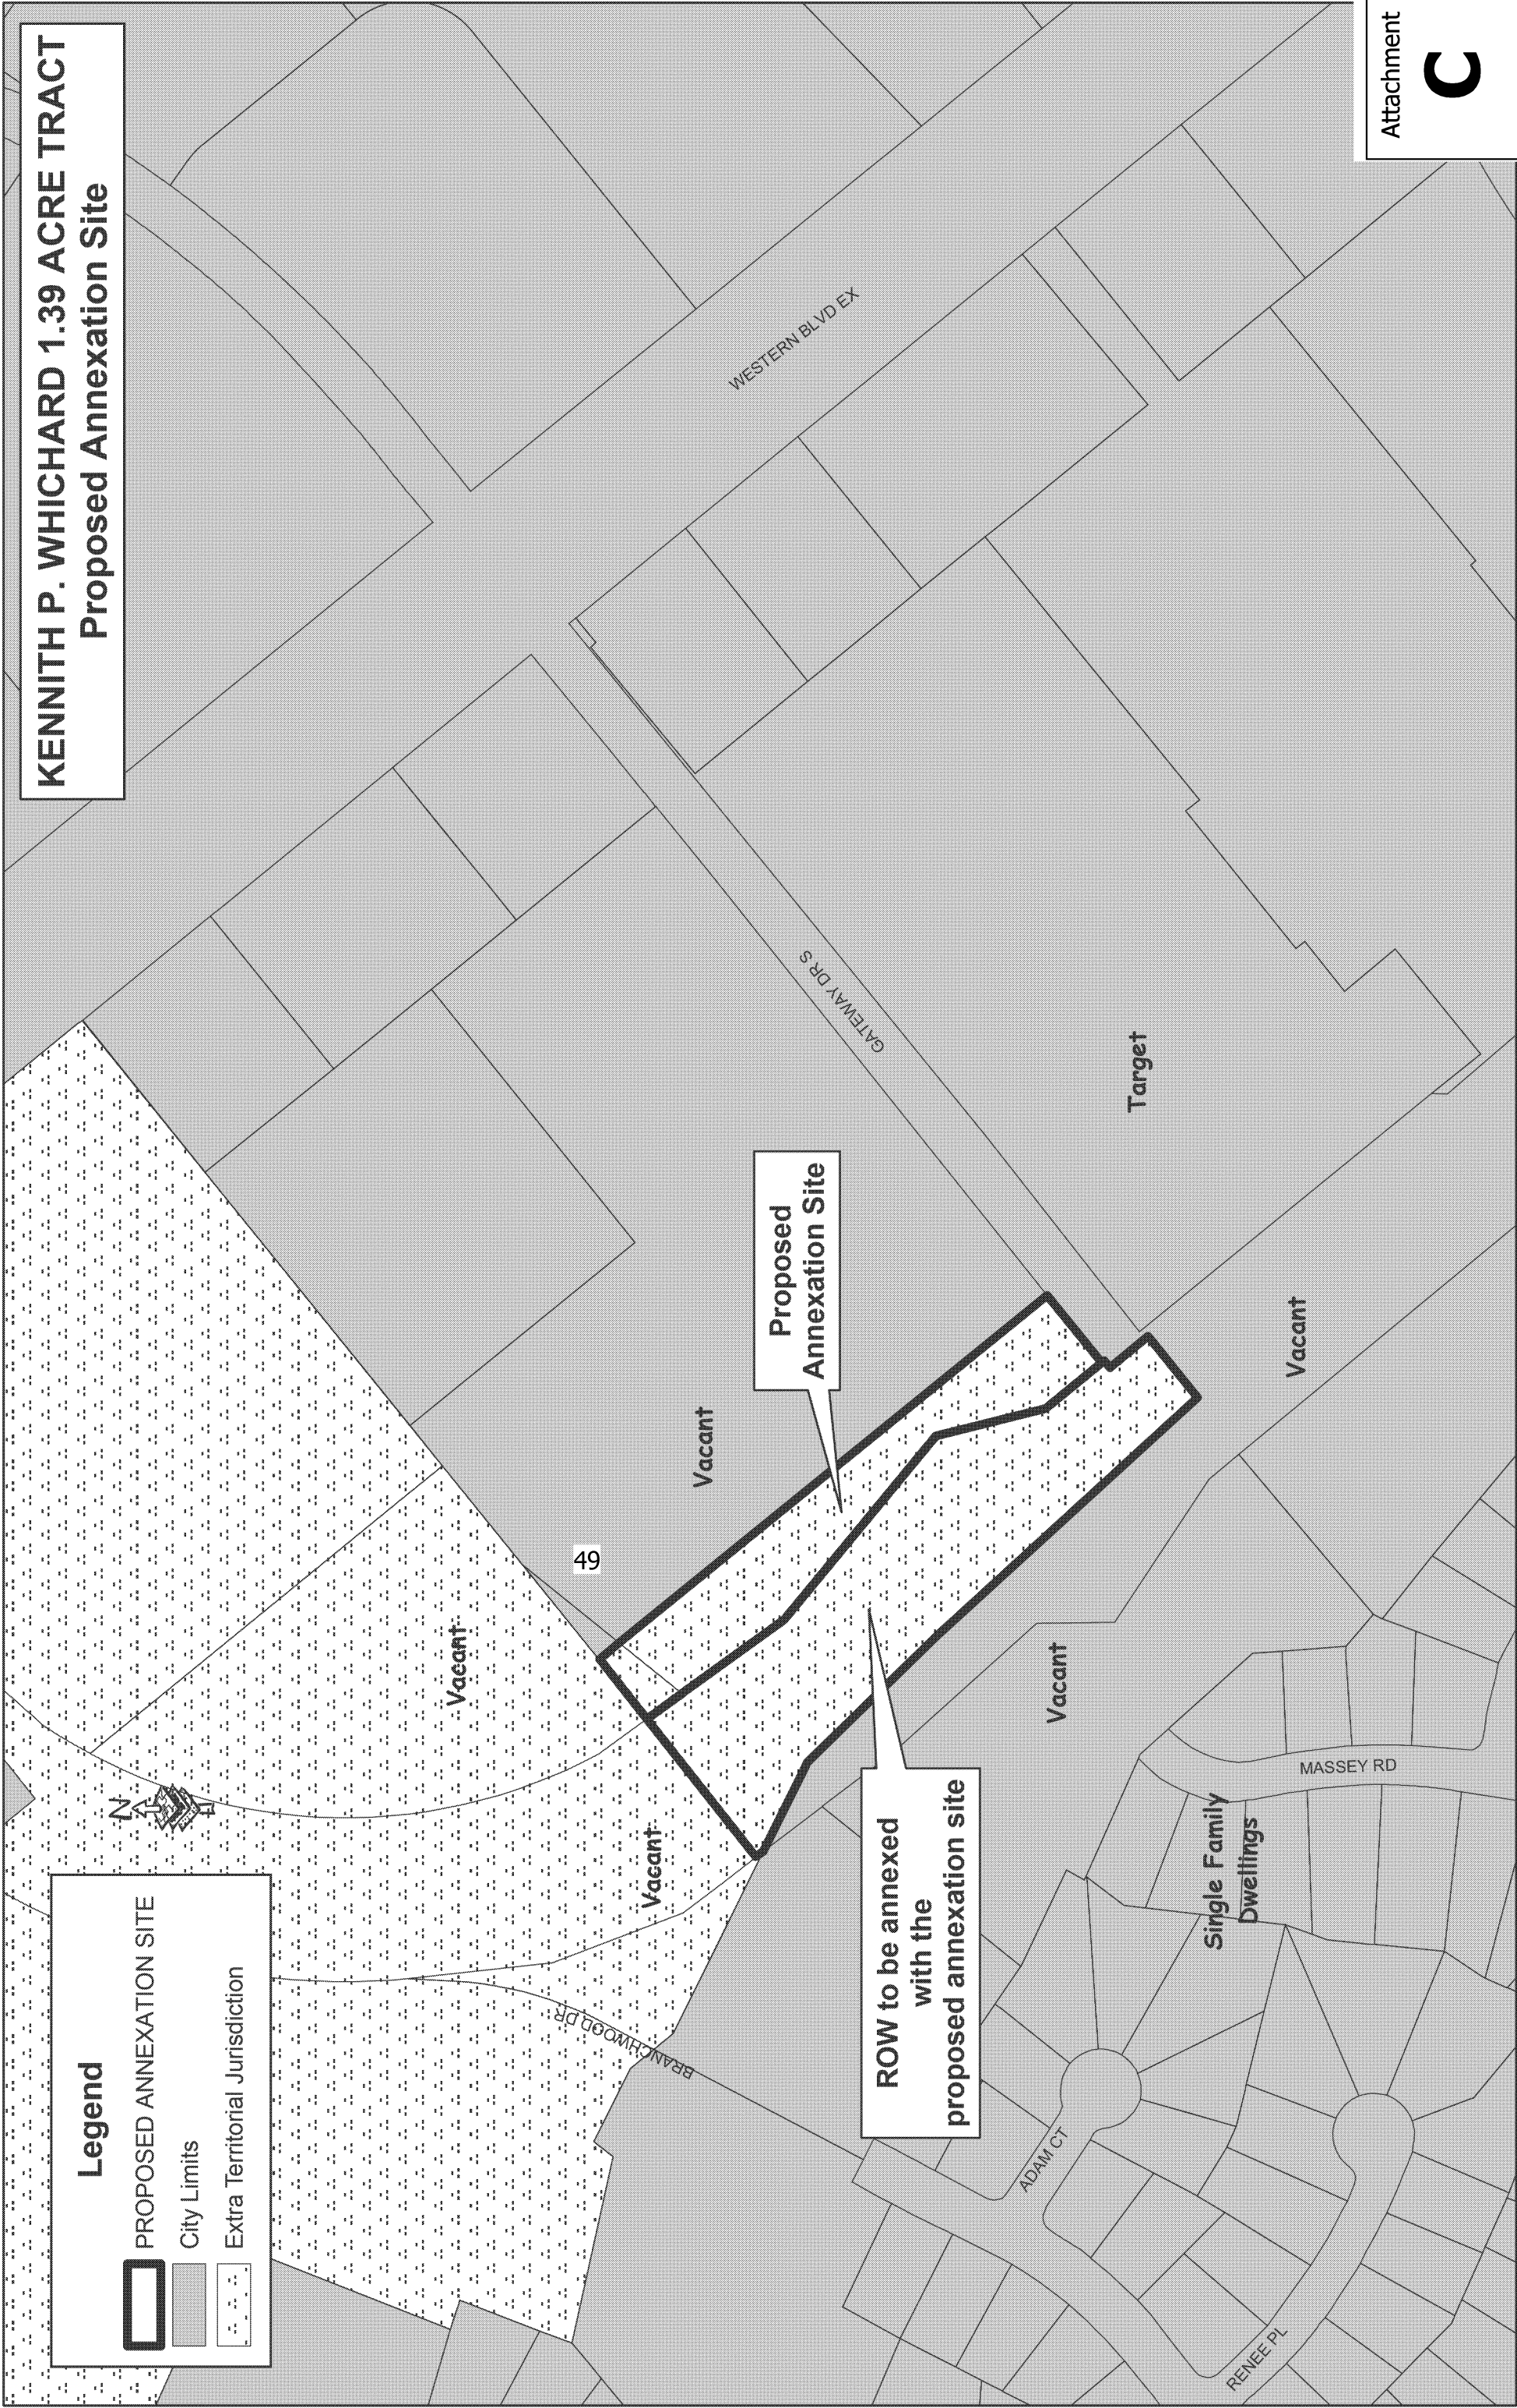 KENNITH P. WHICHARD 1.39 ACRE TRACT
Proposed Annexation Site
Legend
PROPOSED ANNEXATION SITE
City Limits
Extra Territorial Jurisdiction
N
WESTERN BLVD EX
GATEWAY DR S
BRANCHWOOD DR
Vacant
Vacant
Vacant
49
Proposed
Annexation Site
Target
Vacant
Vacant
ROW to be annexed
with the
proposed annexation site
MASSEY RD
Single Family
Dwellings
ADAM CT
RENEE PL
Attachment
C